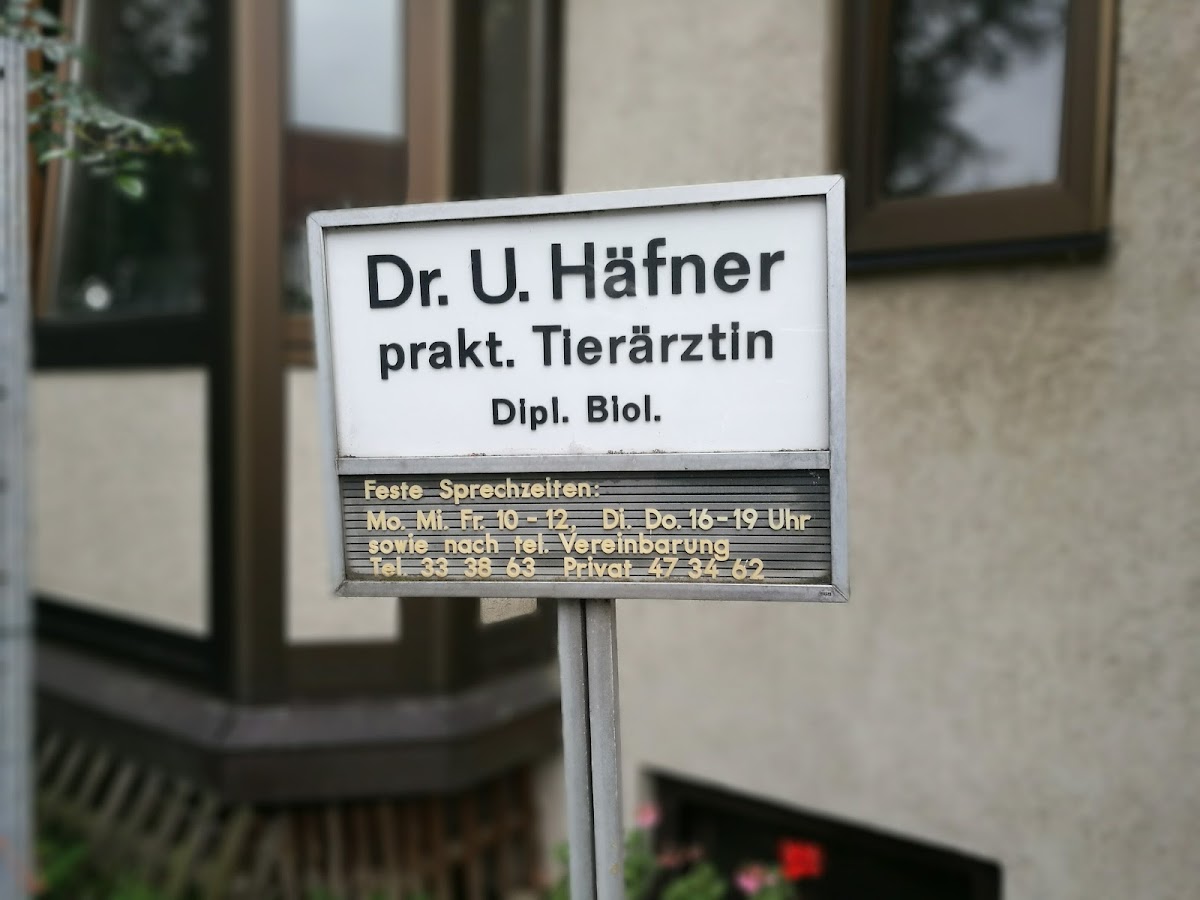 Dr. U. Häfner
prakt. Tierärztin
Dipl. Biol.
Feste Sprechzeiten:
Mo. Mi. Fr. 10 - 12, Di. Do. 16 - 19 Uhr
sowie nach tel. Vereinbarung
Tel. 33 38 63 Privat 47 34 62